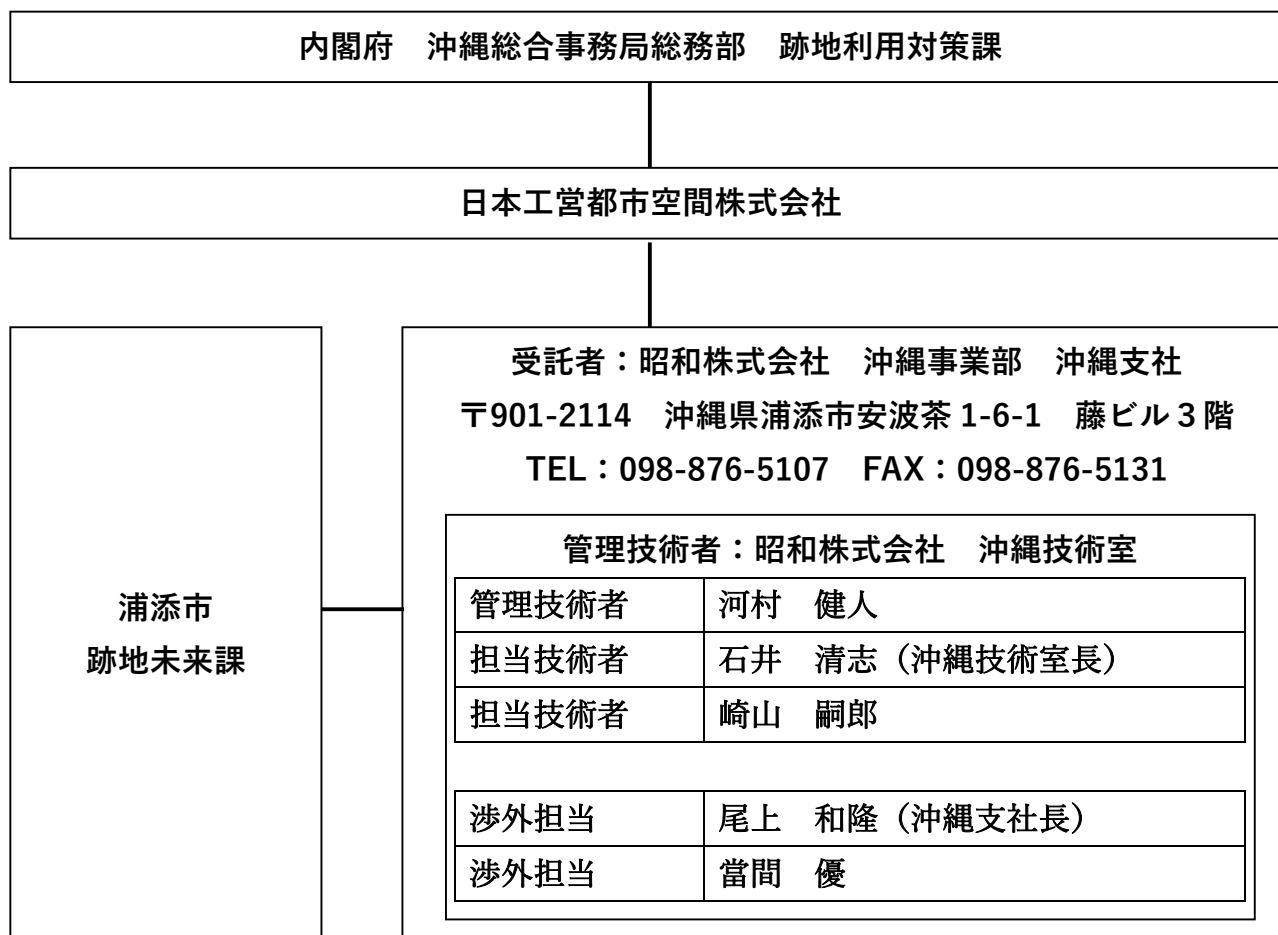 内閣府　沖縄総合事務局総務部　跡地利用対策課
日本工営都市空間株式会社
浦添市
跡地未来課
受託者：昭和株式会社　沖縄事業部　沖縄支社
〒901-2114　沖縄県浦添市安波茶 1-6-1　藤ビル３階
TEL：098-876-5107　FAX：098-876-5131
管理技術者：昭和株式会社　沖縄技術室
管理技術者　河村　健人
担当技術者　石井　清志（沖縄技術室長）
担当技術者　崎山　嗣郎
渉外担当　尾上　和隆（沖縄支社長）
渉外担当　當間　優